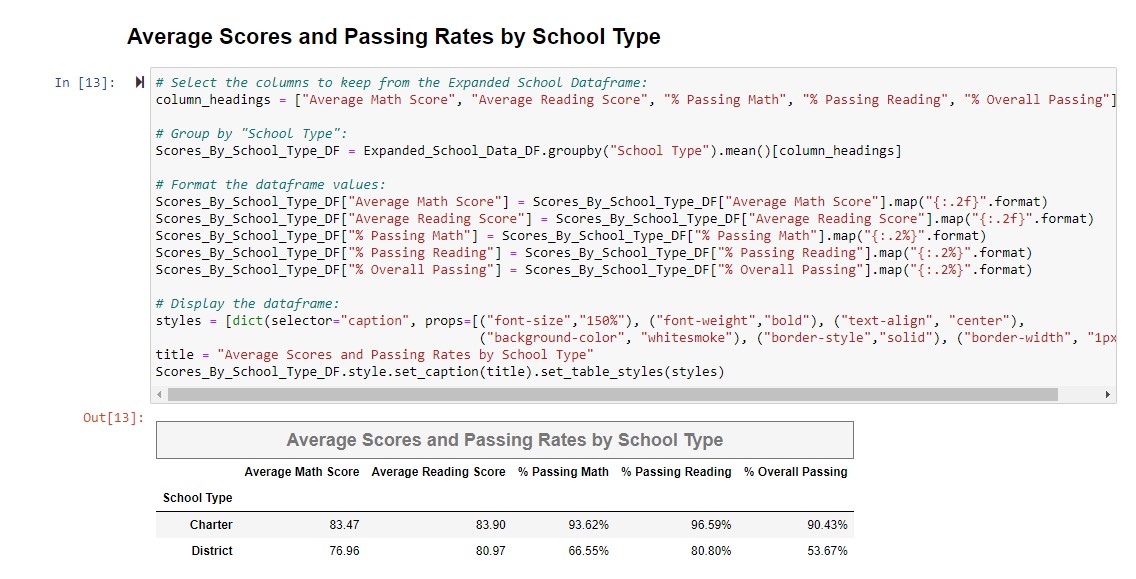 Average Scores and Passing Rates by School Type
In [13]:
# Select the columns to keep from the Expanded School Dataframe:
column_headings = ["Average Math Score", "Average Reading Score", "% Passing Math", "% Passing Reading", "% Overall Passing"]
# Group by "School Type":
Scores_By_School_Type_DF = Expanded_School_Data_DF.groupby("School Type").mean()[column_headings]
# Format the dataframe values:
Scores_By_School_Type_DF["Average Math Score"] = Scores_By_School_Type_DF["Average Math Score"].map("{:.2f}".format)
Scores_By_School_Type_DF["Average Reading Score"] = Scores_By_School_Type_DF["Average Reading Score"].map("{:.2f}".format)
Scores_By_School_Type_DF["% Passing Math"] = Scores_By_School_Type_DF["% Passing Math"].map("{:.2%}".format)
Scores_By_School_Type_DF["% Passing Reading"] = Scores_By_School_Type_DF["% Passing Reading"].map("{:.2%}".format)
Scores_By_School_Type_DF["% Overall Passing"] = Scores_By_School_Type_DF["% Overall Passing"].map("{:.2%}".format)
# Display the dataframe:
styles = [dict(selector="caption", props=[("font-size","150%"), ("font-weight","bold"), ("text-align", "center"),
("background-color", "whitesmoke"), ("border-style","solid"), ("border-width", "1px
title = "Average Scores and Passing Rates by School Type"
Scores_By_School_Type_DF.style.set_caption(title).set_table_styles(styles)
Out[13]:
Average Scores and Passing Rates by School Type
Average Math Score Average Reading Score % Passing Math % Passing Reading % Overall Passing
School Type
Charter 83.47 83.90 93.62% 96.59% 90.43%
District 76.96 80.97 66.55% 80.80% 53.67%